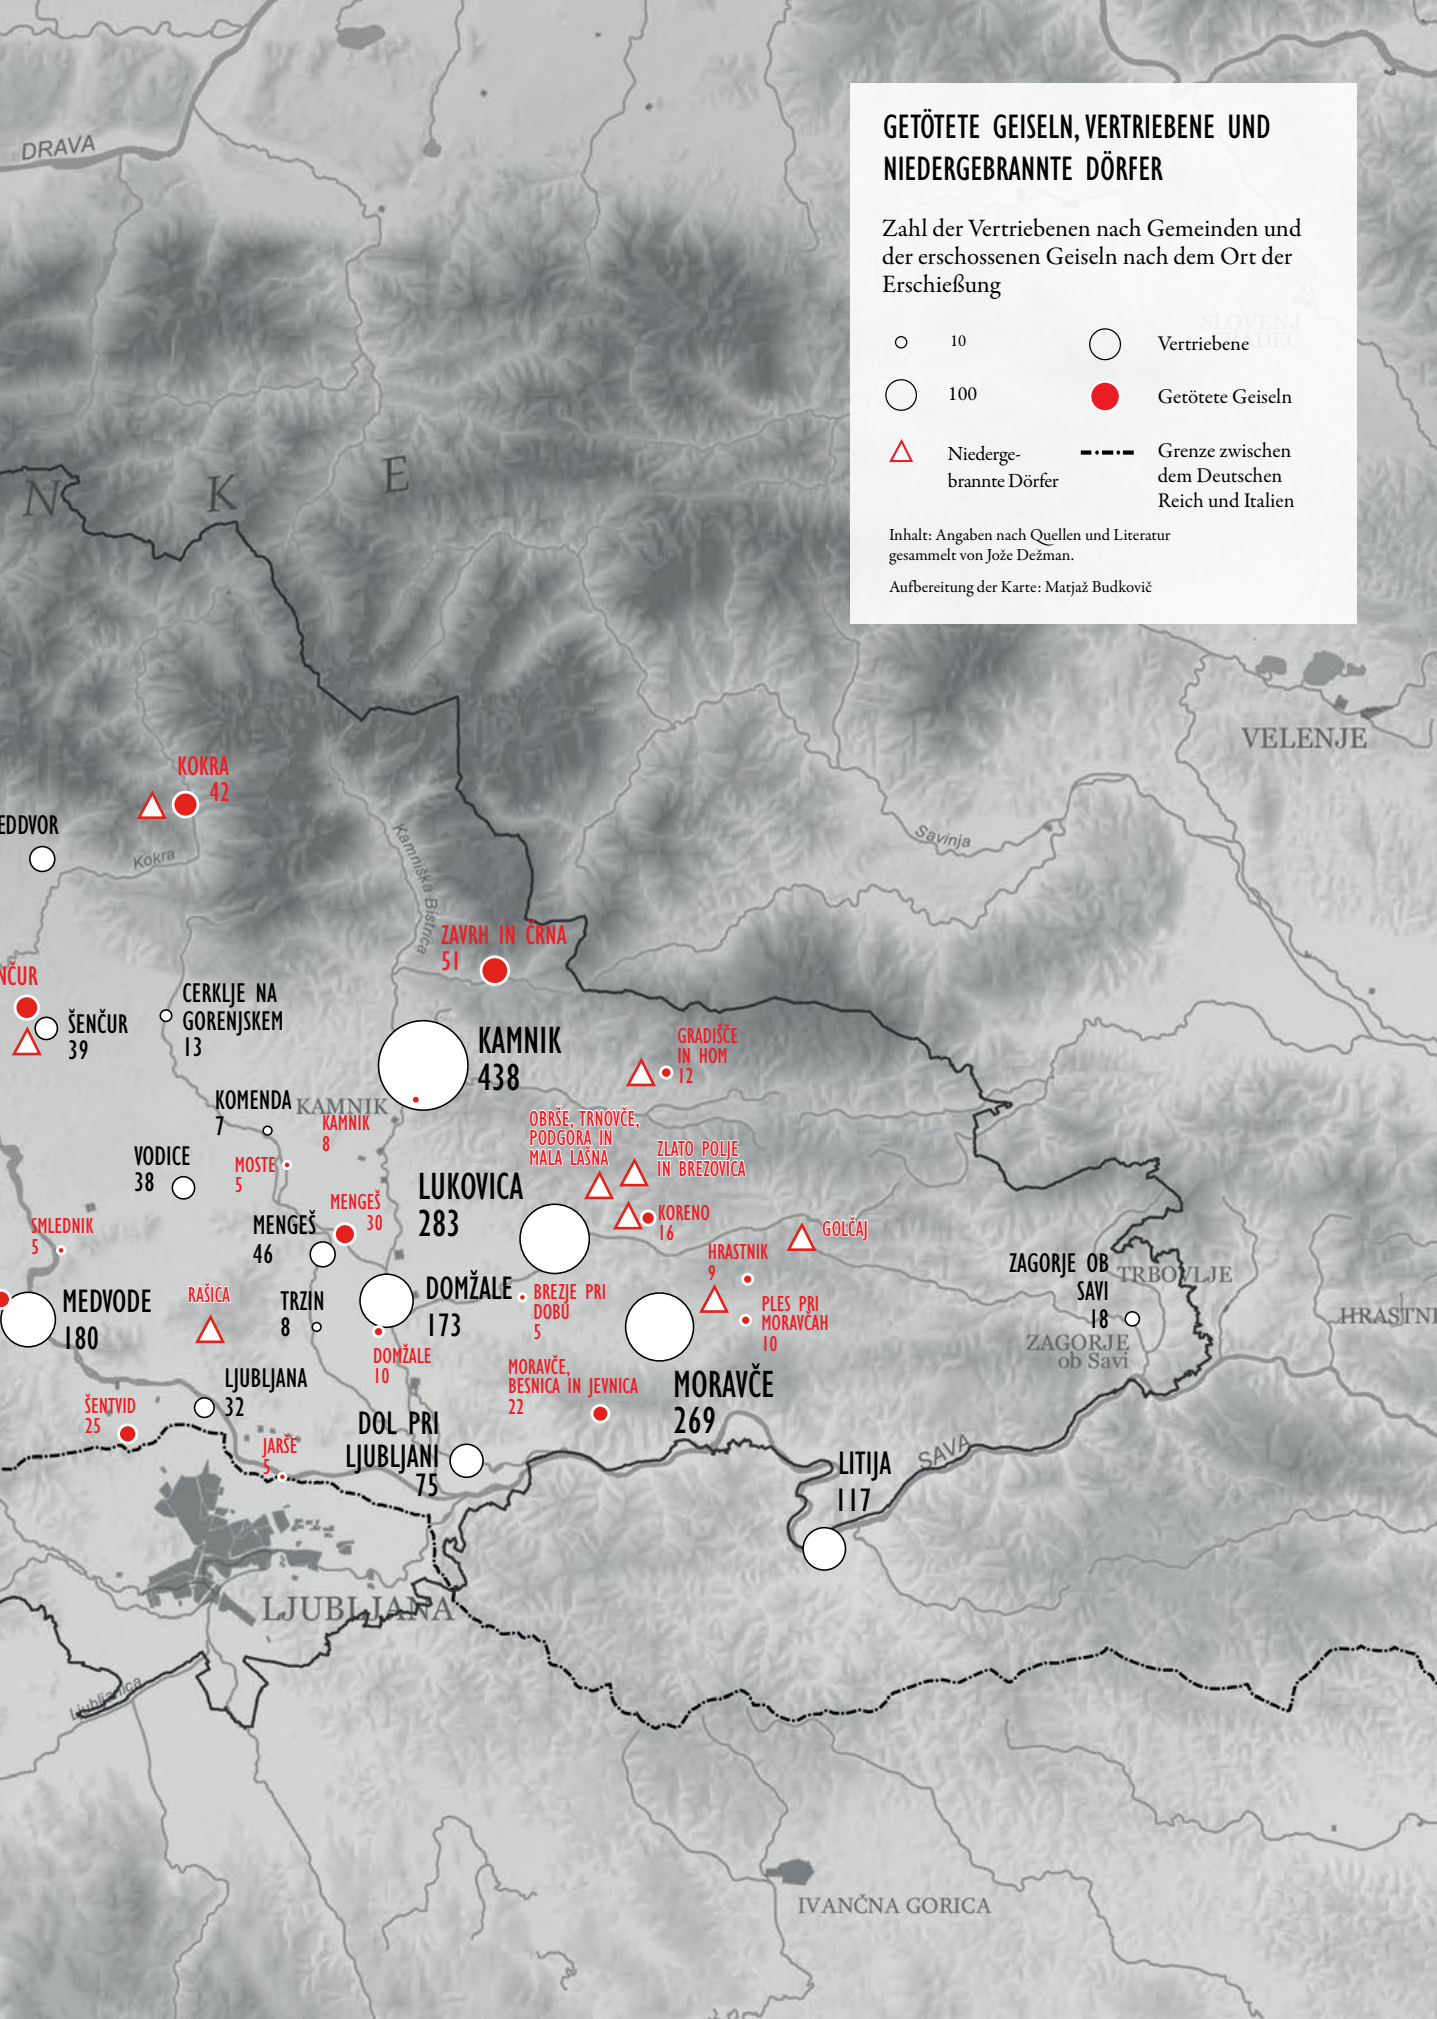 GETÖTETE GEISELN, VERTRIEBENE UND
NIEDERGEBRANNTE DÖRFER
Zahl der Vertriebenen nach Gemeinden und
der erschossenen Geiseln nach dem Ort der
Erschießung
SLOVENJ
GRADEC
10
Vertriebene
100
Getötete Geiseln
Niederge-
brannte Dörfer
Grenze zwischen
dem Deutschen
Reich und Italien
Inhalt: Angaben nach Quellen und Literatur
gesammelt von Jože Dežman.
Aufbereitung der Karte: Matjaž Budkovič
DRAVA
N K E
VELENJE
KOKRA
42
EDDVOR
Kokra
Kamniška Bistrica
Savinja
ZAVRH IN ČRNA
51
NČUR
ŠENČUR
39
CERKLJE NA
GORENJSKEM
13
KAMNIK
438
GRADIŠČE
IN HOM
12
KOMENDA
7
KAMNIK
KAMNIK
8
OBRŠE, TRNOVČE,
PODGORA IN
MALA LAŠNA
ZLATO POLJE
IN BREZOVICA
VODICE
38
MOSTE
5
LUKOVICA
283
MENGEŠ
30
KORENO
16
GOLČAJ
SMLEDNIK
5
MENGEŠ
46
HRASTNIK
9
ZAGORJE OB
SAVI
18
TRBOVLJE
HRASTNI
ZAGORJE
ob Savi
MEDVODE
180
RAŠICA
TRZIN
8
DOMŽALE
173
BREZJE PRI
DOBÚ
5
PLES PRI
MORAVČAH
10
DOMŽALE
10
MORAVČE,
BESNICA IN JEVNICA
22
MORAVČE
269
LJUBLJANA
32
ŠENTVID
25
JARŠE
5
DOL PRI
LJUBLJANI
75
LITIJA
117
SAVA
LJUBLJANA
Ljubljanica
IVANČNA GORICA